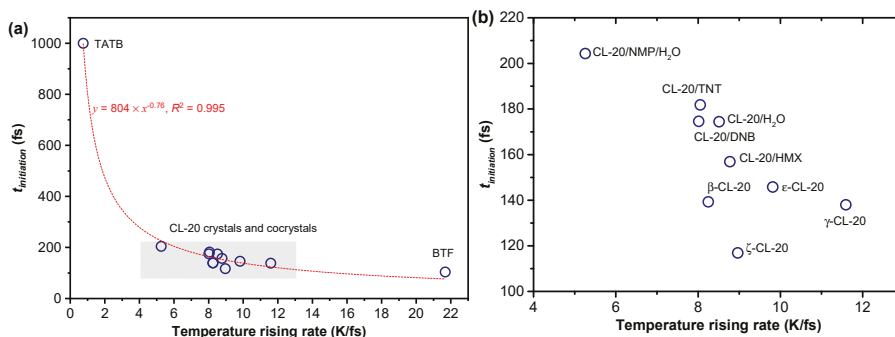 (a)
1000
800
600
400
200
0
t_initiation (fs)
TATB
y = 804 × x^-0.76, R² = 0.995
CL-20 crystals and cocrystals
BTF
0 2 4 6 8 10 12 14 16 18 20 22
Temperature rising rate (K/fs)
(b)
220
200
180
160
140
120
100
t_initiation (fs)
CL-20/NMP/H₂O
CL-20/TNT
CL-20/H₂O
CL-20/DNB
CL-20/HMX
β-CL-20
ε-CL-20
γ-CL-20
ζ-CL-20
4 6 8 10 12
Temperature rising rate (K/fs)